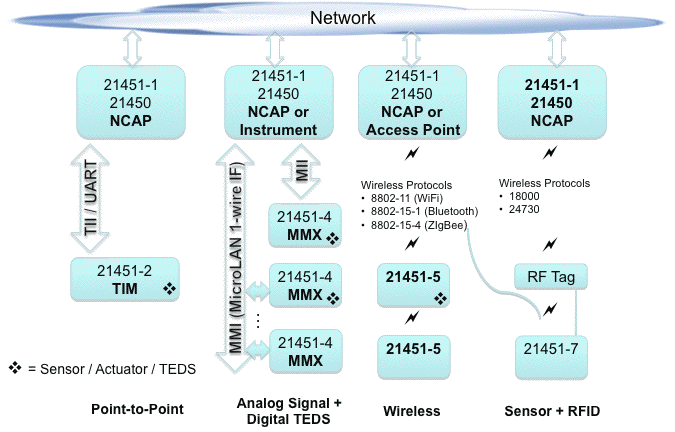 Network
21451-1
21450
NCAP
21451-1
21450
NCAP or
Instrument
21451-1
21450
NCAP or
Access Point
21451-1
21450
NCAP
TII / UART
MMI (MicroLAN 1-wire IF)
MII
Wireless Protocols
• 8802-11 (WiFi)
• 8802-15-1 (Bluetooth)
• 8802-15-4 (ZIgBee)
Wireless Protocols
• 18000
• 24730
21451-4
MMX
21451-2
TIM
21451-4
MMX
⋮
21451-4
MMX
21451-5
21451-5
RF Tag
21451-7
❖ = Sensor / Actuator / TEDS
Point-to-Point
Analog Signal +
Digital TEDS
Wireless
Sensor + RFID